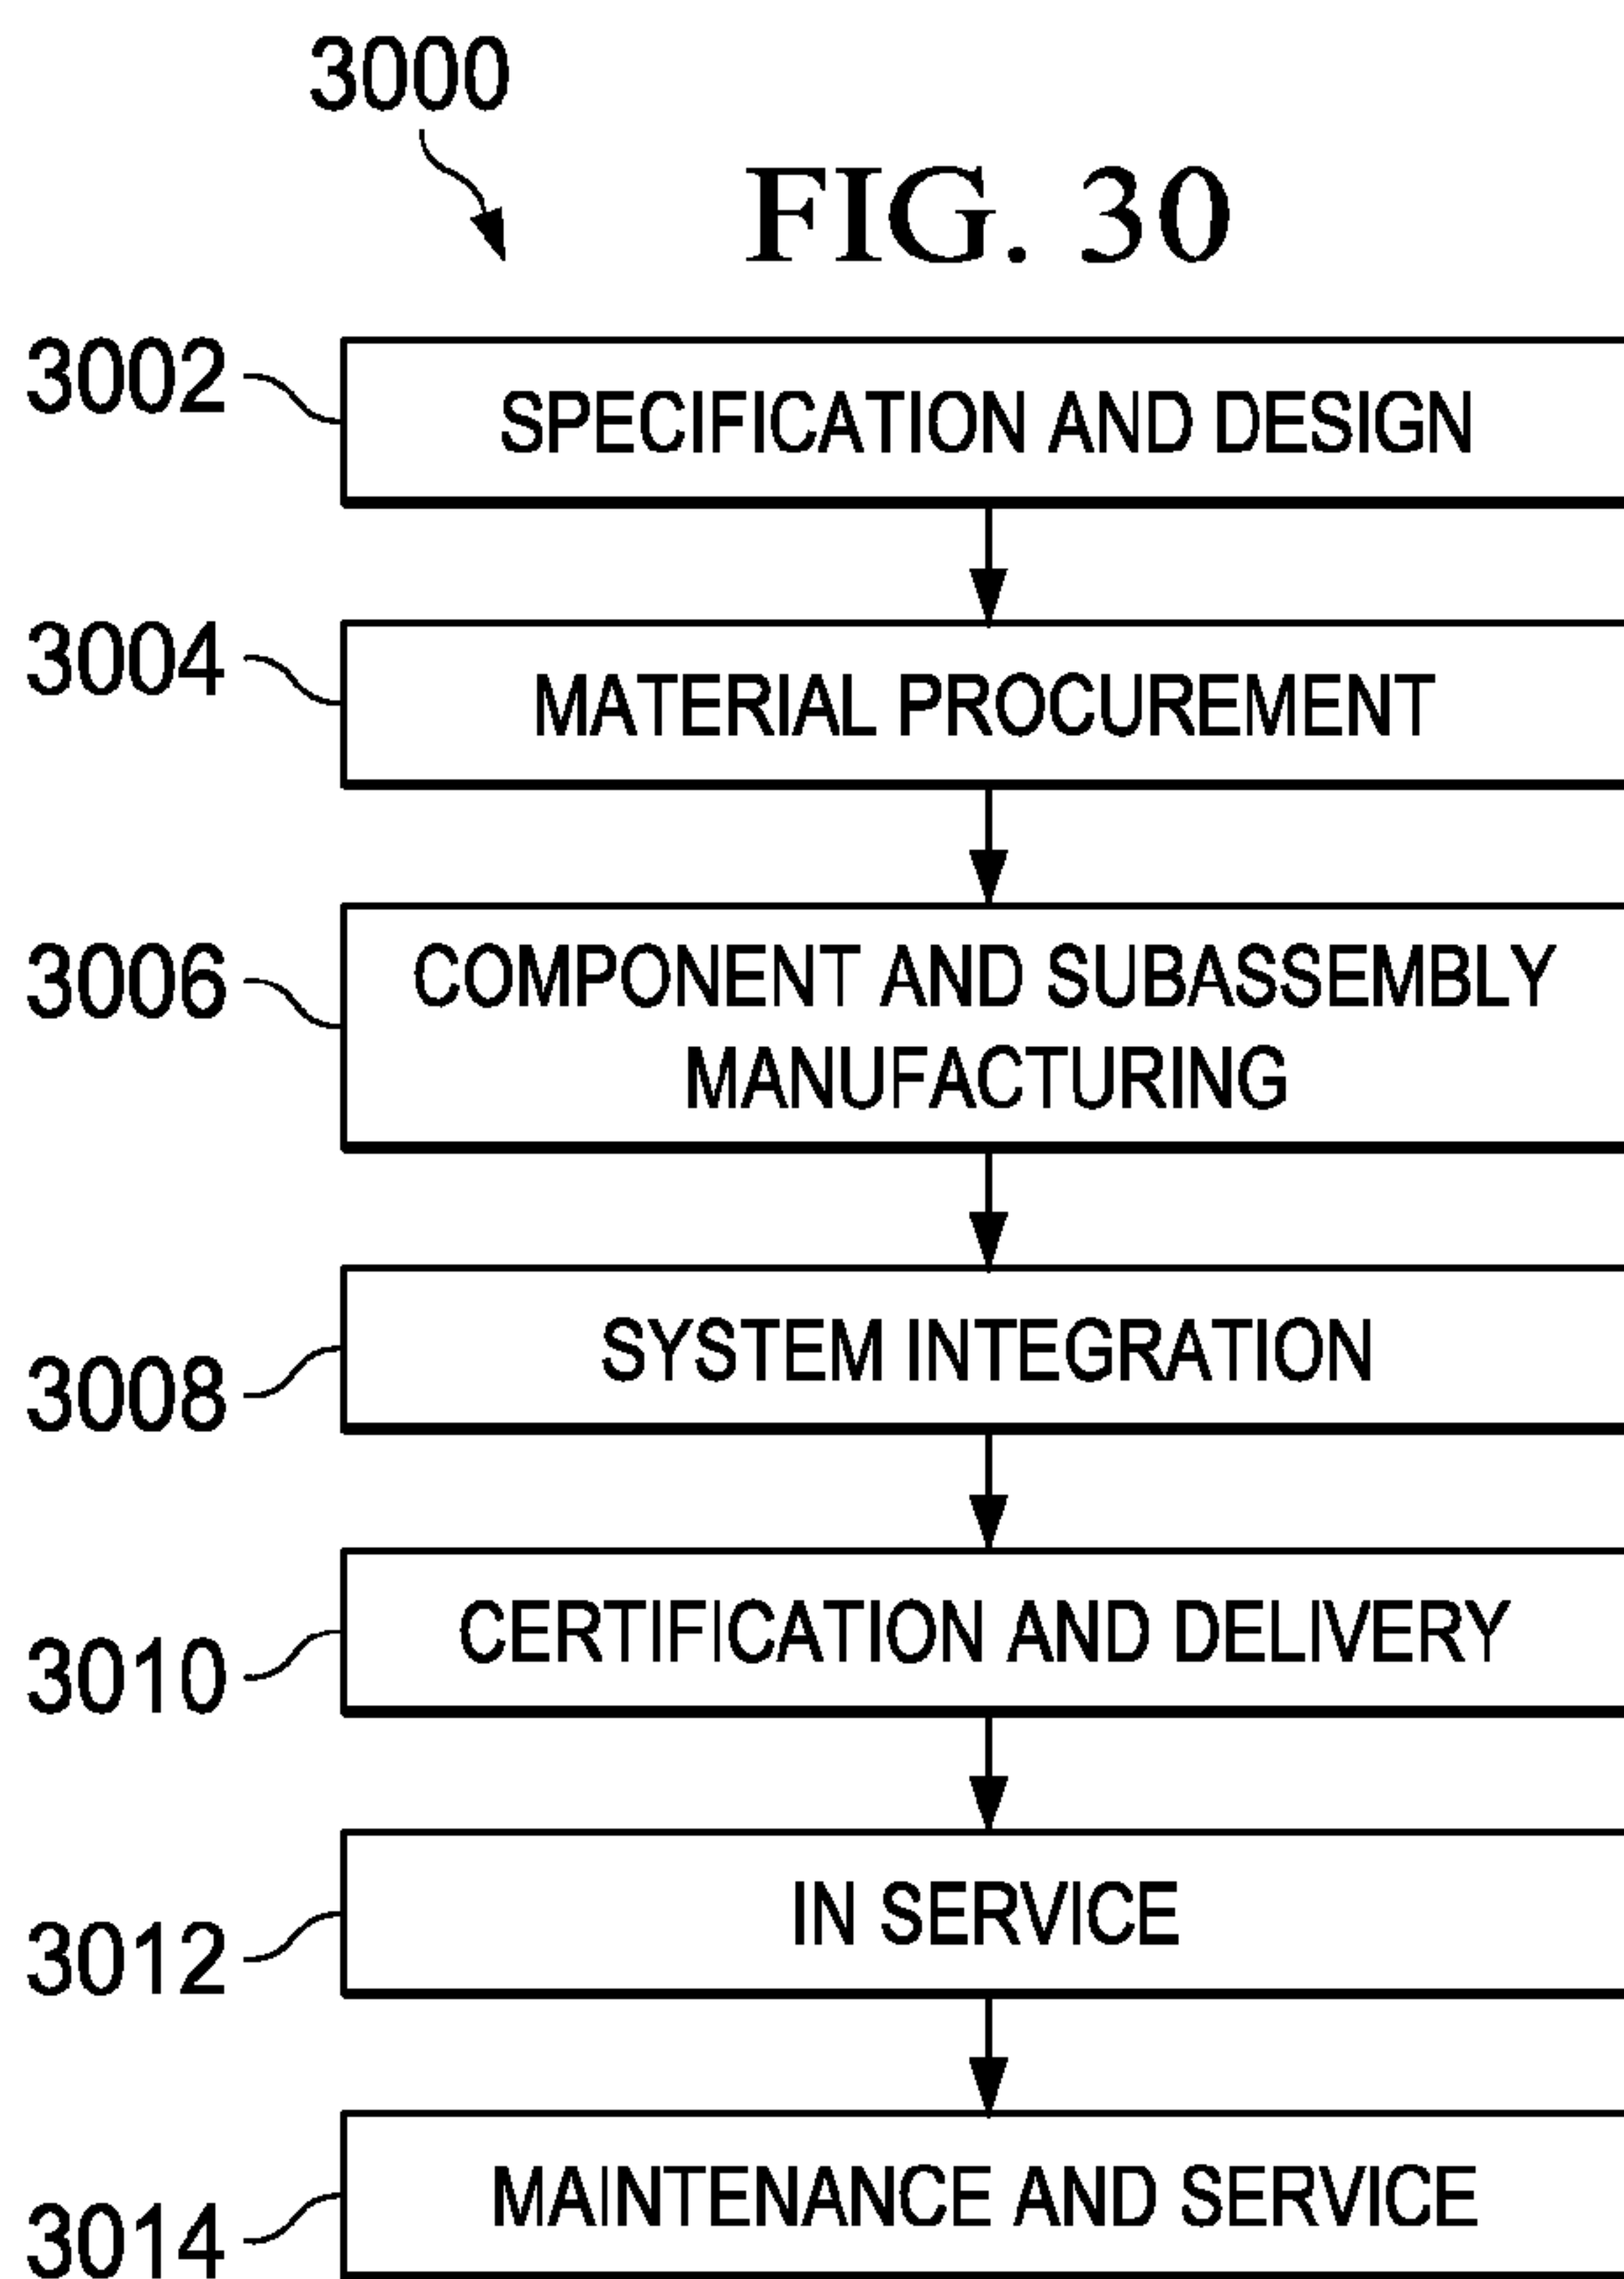 3000
FIG. 30
3002
SPECIFICATION AND DESIGN
3004
MATERIAL PROCUREMENT
3006
COMPONENT AND SUBASSEMBLY
MANUFACTURING
3008
SYSTEM INTEGRATION
3010
CERTIFICATION AND DELIVERY
3012
IN SERVICE
3014
MAINTENANCE AND SERVICE